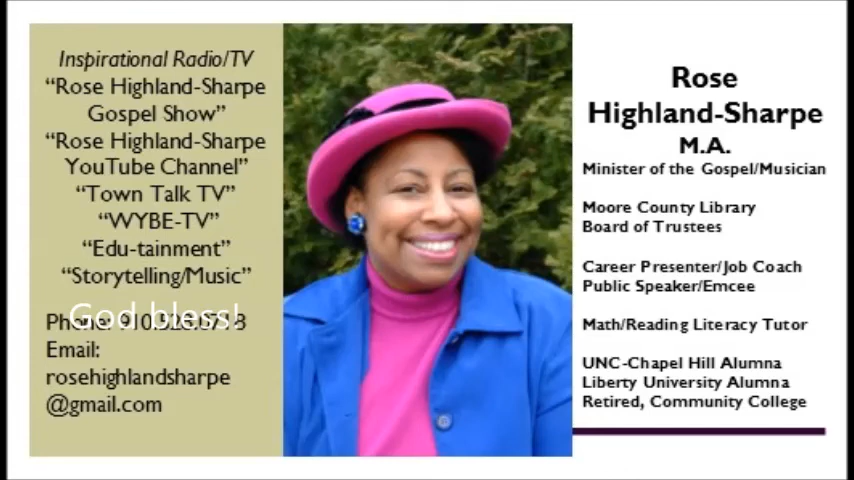 Inspirational Radio/TV
“Rose Highland-Sharpe
Gospel Show”
“Rose Highland-Sharpe
YouTube Channel”
“Town Talk TV”
“WYBE-TV”
“Edu-tainment”
“Storytelling/Music”
God bless!
Phone:
Email:
rosehighlandsharpe
@gmail.com
Rose
Highland-Sharpe
M.A.
Minister of the Gospel/Musician
Moore County Library
Board of Trustees
Career Presenter/Job Coach
Public Speaker/Emcee
Math/Reading Literacy Tutor
UNC-Chapel Hill Alumna
Liberty University Alumna
Retired, Community College